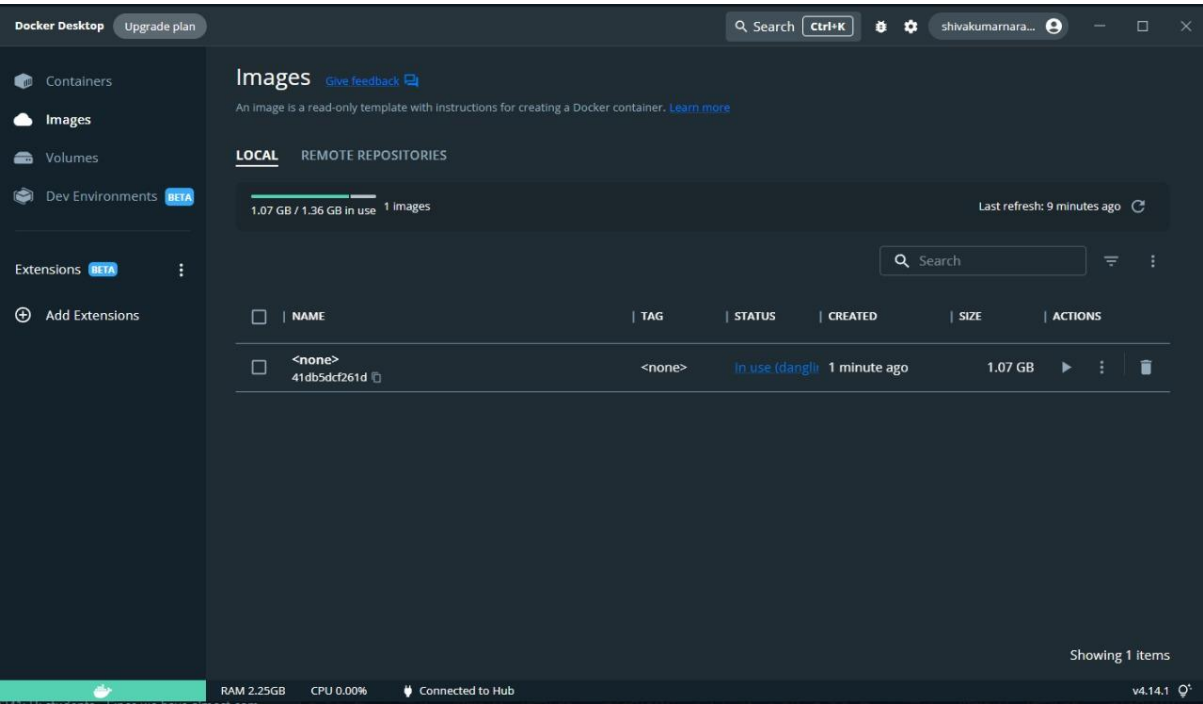 Docker Desktop Upgrade plan Search Ctrl+K shivakumarnara...
Containers
Images
Volumes
Dev Environments BETA
Extensions BETA
Add Extensions
Images Give feedback
An image is a read-only template with instructions for creating a Docker container. Learn more
LOCAL REMOTE REPOSITORIES
1.07 GB / 1.36 GB in use 1 images Last refresh: 9 minutes ago
Search
NAME TAG STATUS CREATED SIZE ACTIONS
<none> <none> In use (danglin 1 minute ago 1.07 GB
41db5dcf261d
Showing 1 items
RAM 2.25GB CPU 0.00% Connected to Hub v4.14.1